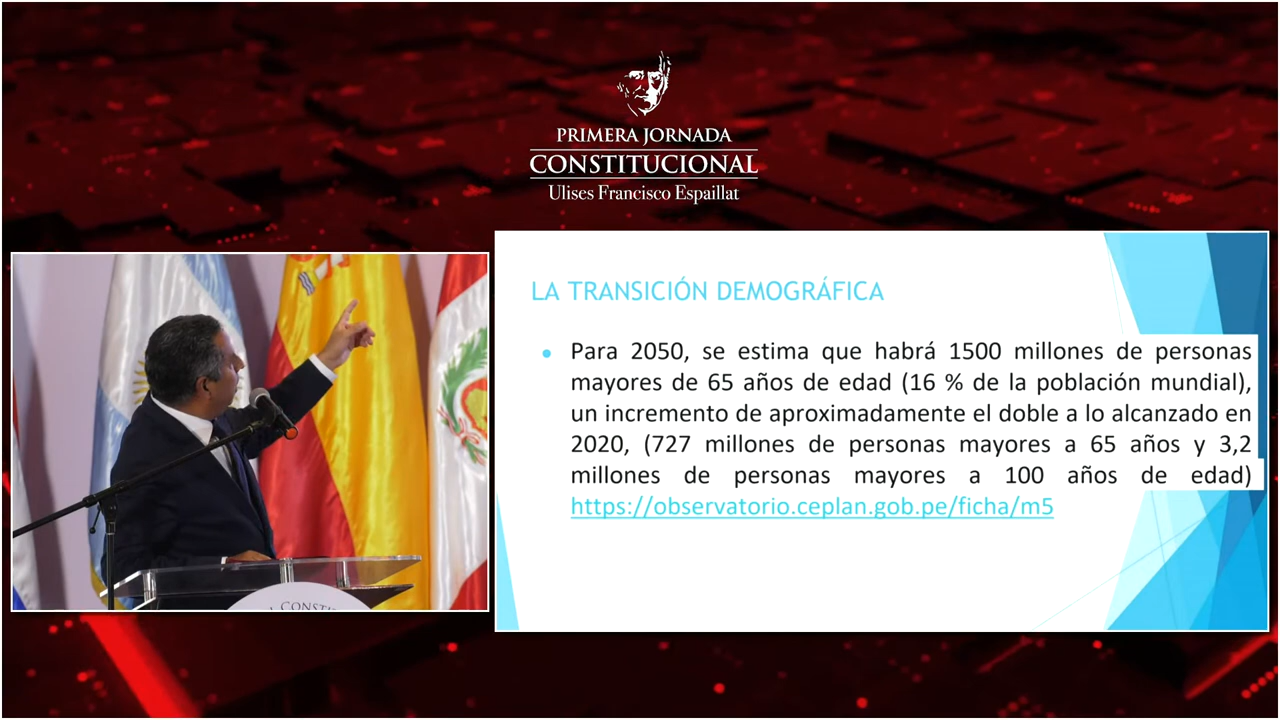 PRIMERA JORNADA
CONSTITUCIONAL
Ulises Francisco Espaillat
LA TRANSICIÓN DEMOGRÁFICA
• Para 2050, se estima que habrá 1500 millones de personas
mayores de 65 años de edad (16 % de la población mundial),
un incremento de aproximadamente el doble a lo alcanzado en
2020, (727 millones de personas mayores a 65 años y 3,2
millones de personas mayores a 100 años de edad)
https://observatorio.ceplan.gob.pe/ficha/m5